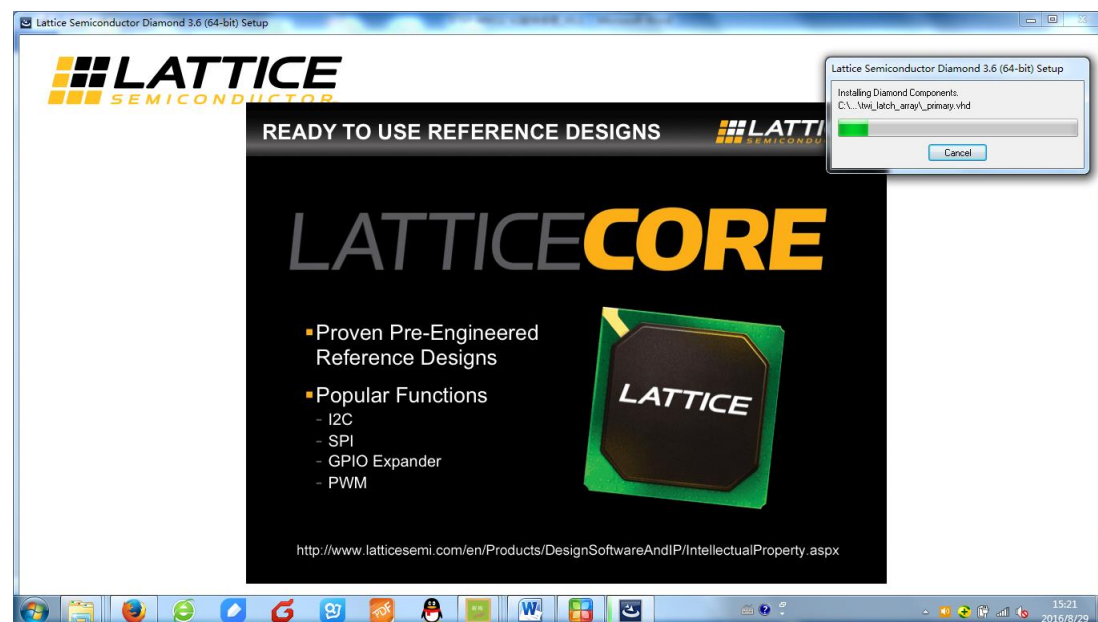 Lattice Semiconductor Diamond 3.6 (64-bit) Setup
LATTICE
SEMICONDUCTOR
Lattice Semiconductor Diamond 3.6 (64-bit) Setup
Installing Diamond Components.
C:\...\twi_latch_array\_primary.vhd
Cancel
READY TO USE REFERENCE DESIGNS
LATTICECORE
▪Proven Pre-Engineered
Reference Designs
▪Popular Functions
- I2C
- SPI
- GPIO Expander
- PWM
LATTICE
http://www.latticesemi.com/en/Products/DesignSoftwareAndIP/IntellectualProperty.aspx
15:21
2016/8/29